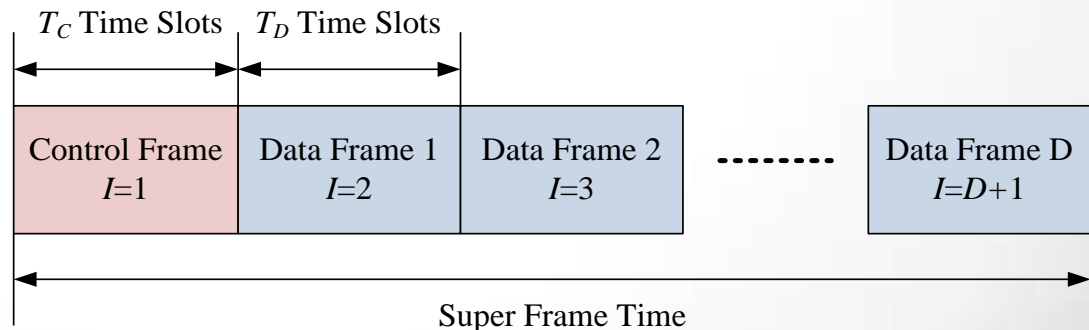 T_C Time Slots
T_D Time Slots
Control Frame
I=1
Data Frame 1
I=2
Data Frame 2
I=3
Data Frame D
I=D+1
Super Frame Time